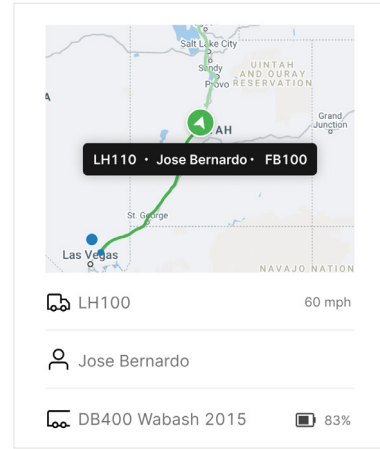 Salt Lake City
Sandy
Provo
UINTAH
AND OURAY
RESERVATION
Grand
Junction
UTAH
LH110 · Jose Bernardo · FB100
St. George
Las Vegas
NAVAJO NATION
LH100
60 mph
Jose Bernardo
DB400 Wabash 2015
83%